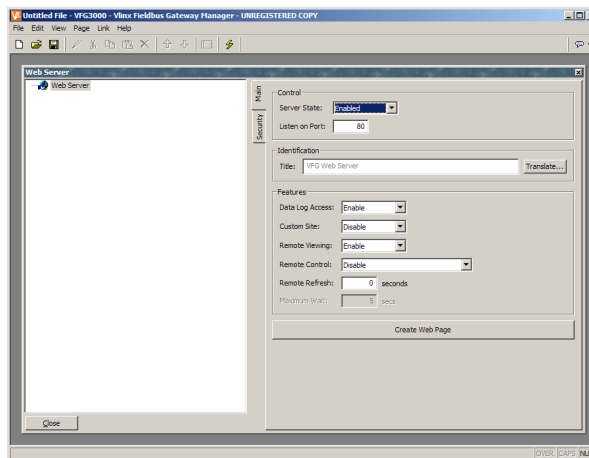 Untitled File - VFG3000 - Vlinx Fieldbus Gateway Manager - UNREGISTERED COPY
File Edit View Page Link Help
Web Server
Web Server
Main
Security
Control
Server State: Enabled
Listen on Port: 80
Identification
Title: VFG Web Server Translate...
Features
Data Log Access: Enable
Custom Site: Disable
Remote Viewing: Enable
Remote Control: Disable
Remote Refresh: 0 seconds
Maximum Wait: 5 secs
Create Web Page
Close
OVER CAPS NU